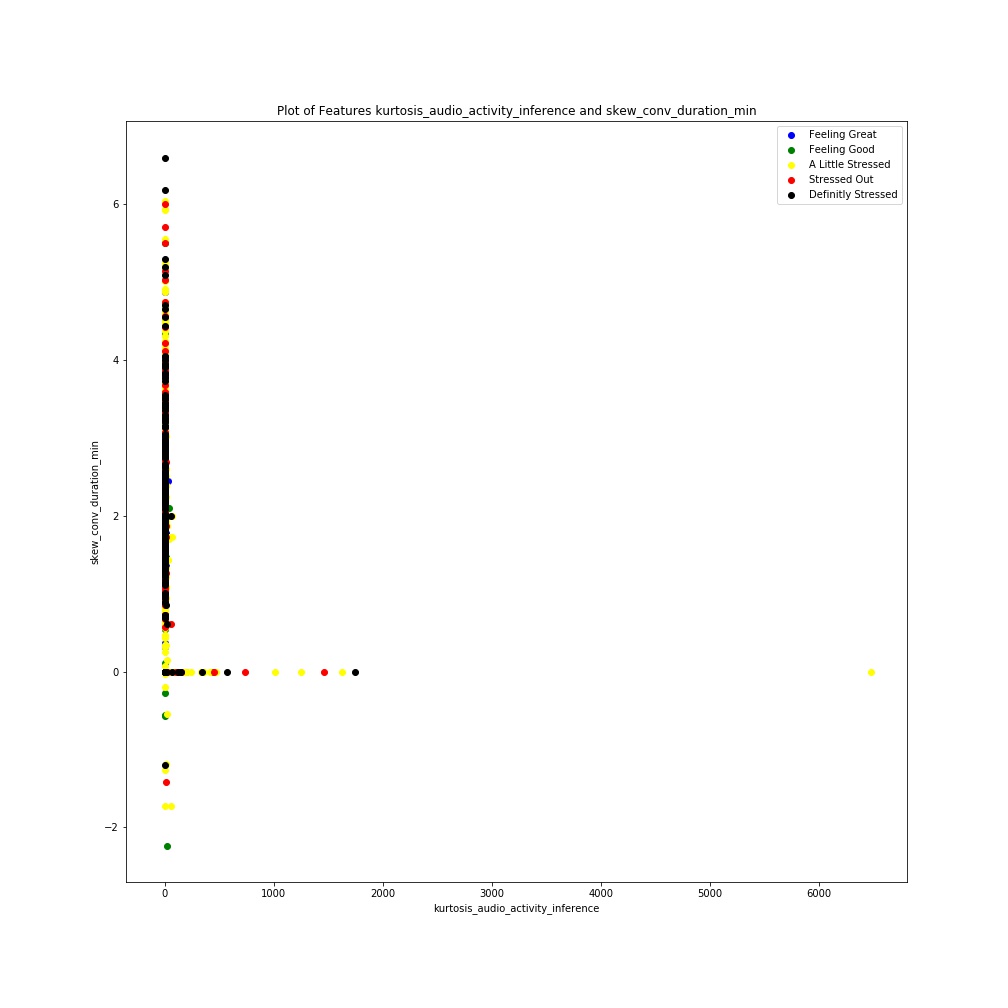 Plot of Features kurtosis_audio_activity_inference and skew_conv_duration_min
Feeling Great
Feeling Good
A Little Stressed
Stressed Out
Definitly Stressed
6
4
2
0
−2
skew_conv_duration_min
0 1000 2000 3000 4000 5000 6000
kurtosis_audio_activity_inference